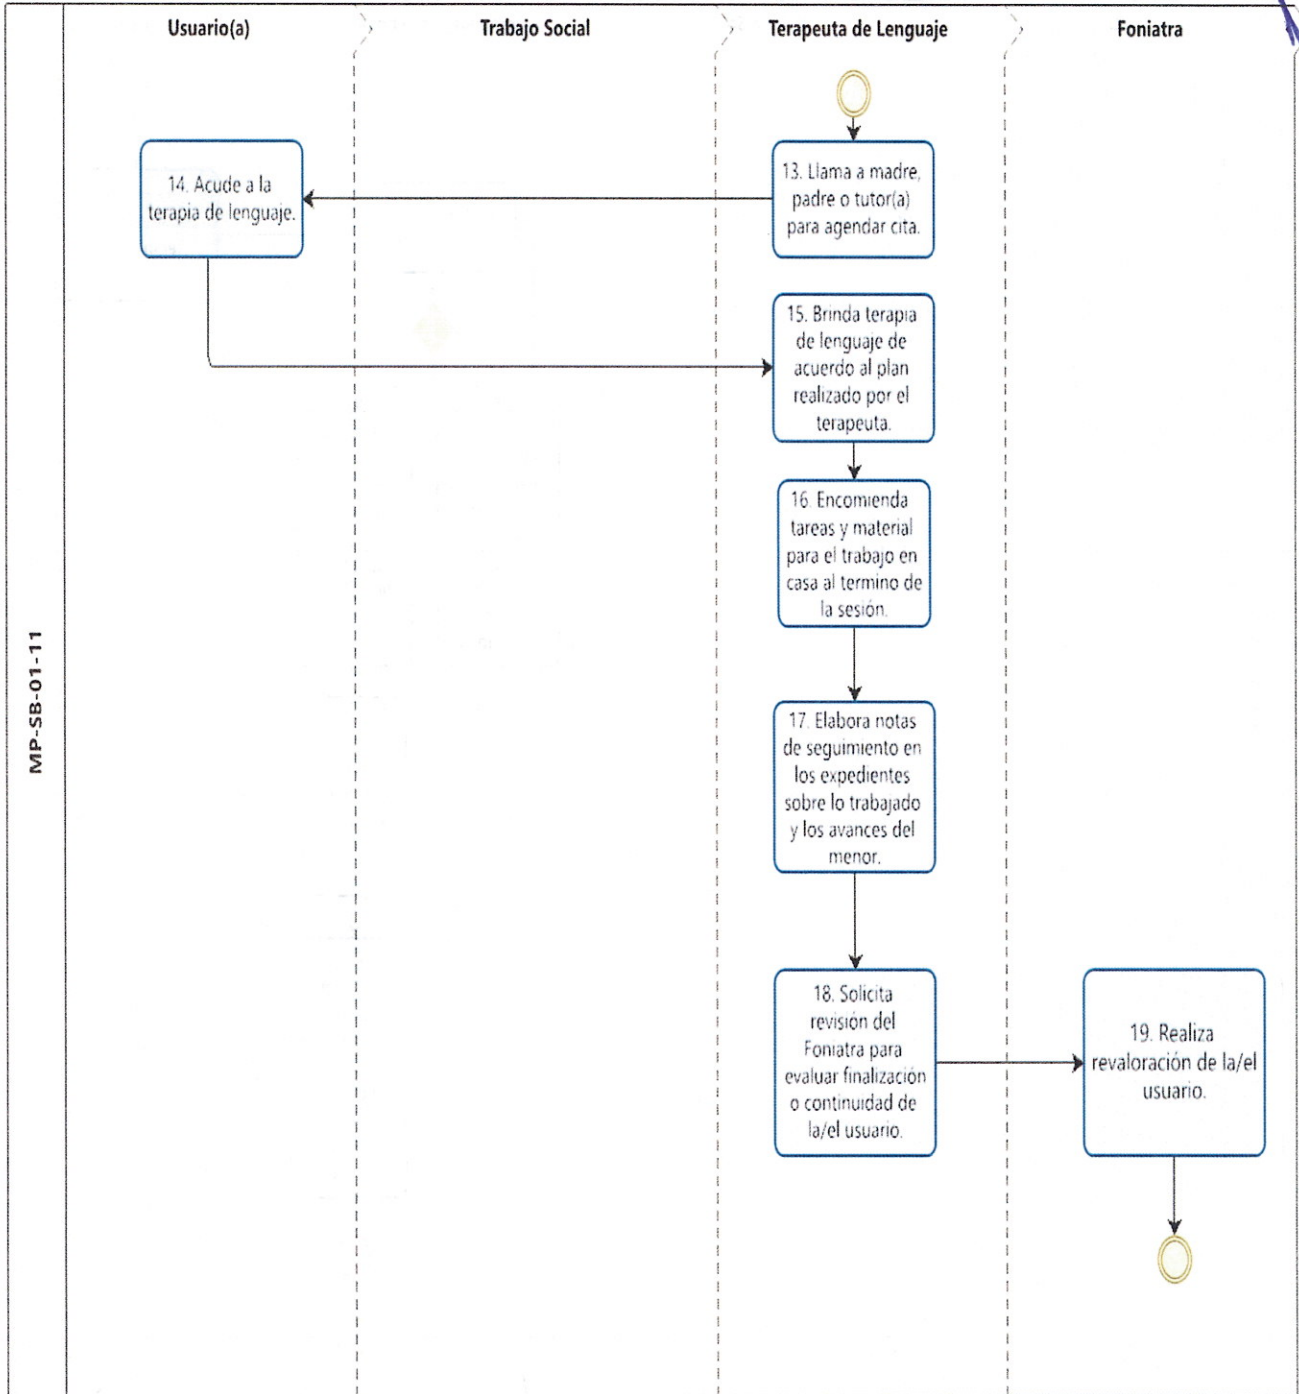 Usuario(a)
Trabajo Social
Terapeuta de Lenguaje
Foniatra
MP-SB-01-11
13. Llama a madre,
padre o tutor(a)
para agendar cita.
14. Acude a la
terapia de lenguaje.
15. Brinda terapia
de lenguaje de
acuerdo al plan
realizado por el
terapeuta.
16. Encomienda
tareas y material
para el trabajo en
casa al termino de
la sesión.
17. Elabora notas
de seguimiento en
los expedientes
sobre lo trabajado
y los avances del
menor.
18. Solicita
revisión del
Foniatra para
evaluar finalización
o continuidad de
la/el usuario.
19. Realiza
revaloración de la/el
usuario.